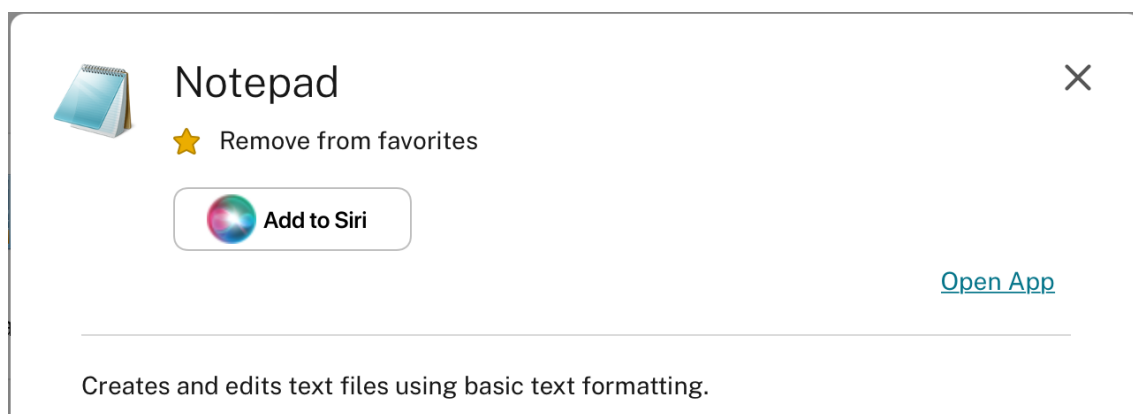 Notepad
Remove from favorites
Add to Siri
Open App
Creates and edits text files using basic text formatting.